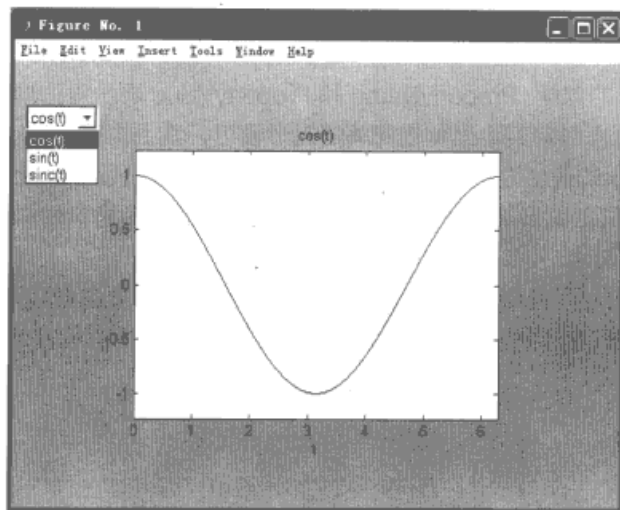 Figure No. 1
File Edit View Insert Tools Window Help
cos(t)
cos(t)
sin(t)
sinc(t)
cos(t)
1
0.5
0
-0.5
-1
0 1 2 3 4 5 6